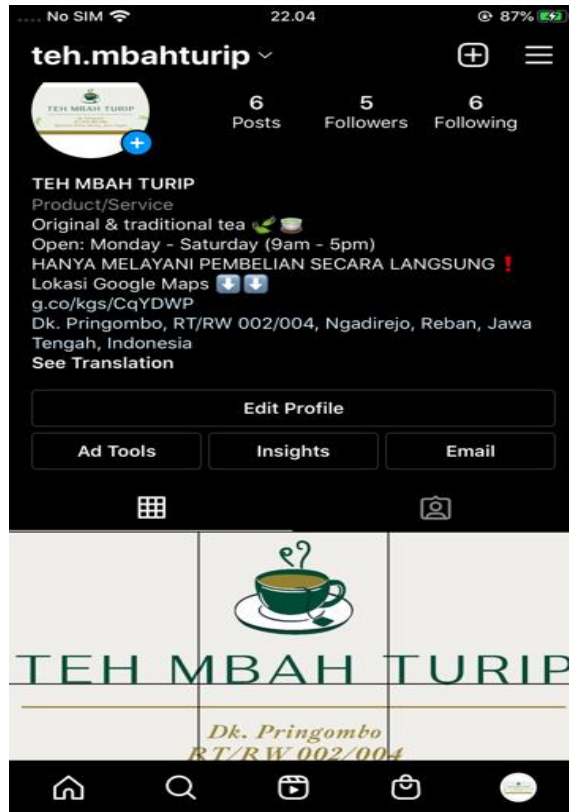 No SIM 22.04 87%
teh.mbahturip
TEH MBAH TURIP
6 5 6
Posts Followers Following
TEH MBAH TURIP
Product/Service
Original & traditional tea
Open: Monday - Saturday (9am - 5pm)
HANYA MELAYANI PEMBELIAN SECARA LANGSUNG❗
Lokasi Google Maps ⬇️⬇️
g.co/kgs/CqYDWP
Dk. Pringombo, RT/RW 002/004, Ngadirejo, Reban, Jawa
Tengah, Indonesia
See Translation
Edit Profile
Ad Tools Insights Email
TEH MBAH TURIP
Dk. Pringombo
RT/RW 002/004